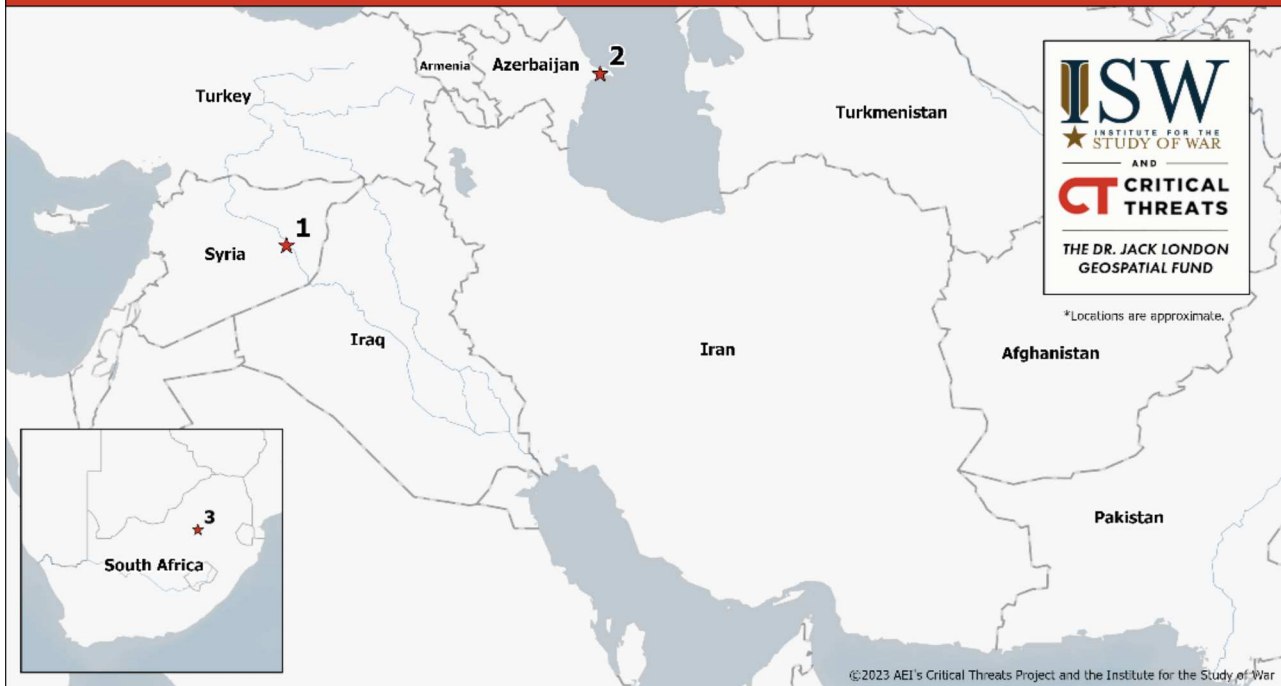 Armenia
Azerbaijan
2
Turkey
Turkmenistan
ISW
INSTITUTE FOR THE
STUDY OF WAR
AND
CT CRITICAL
THREATS
THE DR. JACK LONDON
GEOSPATIAL FUND
*Locations are approximate.
1
Syria
Iraq
Iran
Afghanistan
3
South Africa
Pakistan
©2023 AEI's Critical Threats Project and the Institute for the Study of War